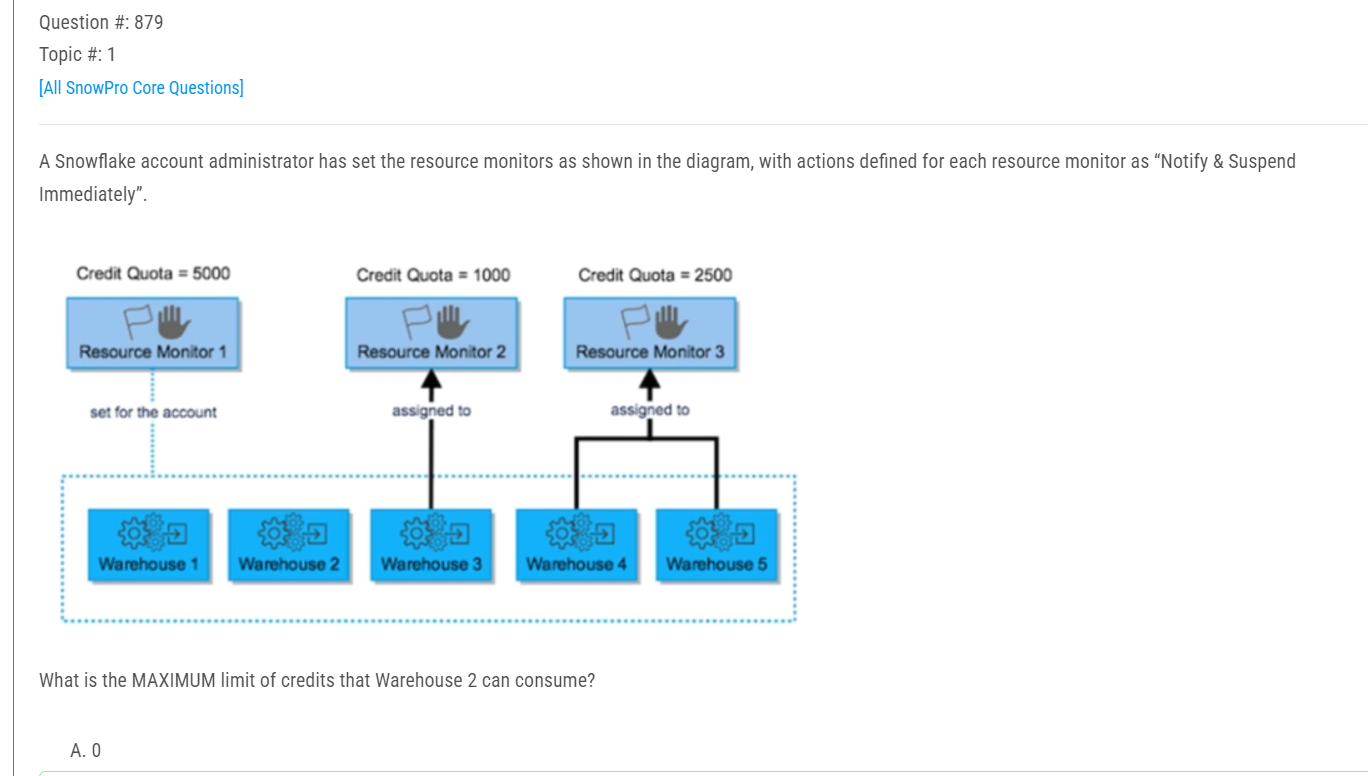 Question #: 879
Topic #: 1
[All SnowPro Core Questions]
A Snowflake account administrator has set the resource monitors as shown in the diagram, with actions defined for each resource monitor as “Notify & Suspend
Immediately”.
Credit Quota = 5000
Credit Quota = 1000
Credit Quota = 2500
Resource Monitor 1
Resource Monitor 2
Resource Monitor 3
set for the account
assigned to
assigned to
Warehouse 1
Warehouse 2
Warehouse 3
Warehouse 4
Warehouse 5
What is the MAXIMUM limit of credits that Warehouse 2 can consume?
A. 0